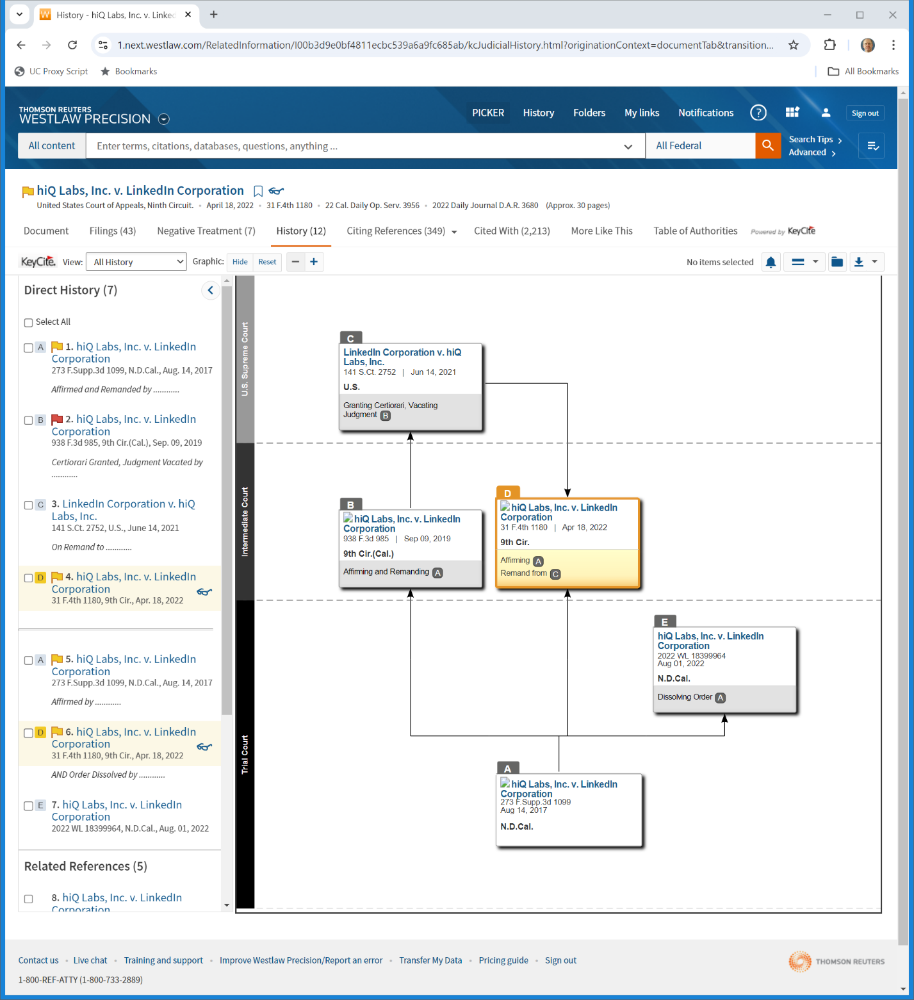 History - hiQ Labs, Inc. v. Linked
1.next.westlaw.com/RelatedInformation/I00b3d9e0bf4811ecbc539a6a9fc685ab/kcJudicialHistory.html?originationContext=documentTab&transition...
UC Proxy Script
Bookmarks
All Bookmarks
THOMSON REUTERS
WESTLAW PRECISION
PICKER
History
Folders
My links
Notifications
Sign out
All content
Enter terms, citations, databases, questions, anything ...
All Federal
Search Tips
Advanced
hiQ Labs, Inc. v. LinkedIn Corporation
United States Court of Appeals, Ninth Circuit. • April 18, 2022 • 31 F.4th 1180 • 22 Cal. Daily Op. Serv. 3956 • 2022 Daily Journal D.A.R. 3680 (Approx. 30 pages)
Document
Filings (43)
Negative Treatment (7)
History (12)
Citing References (349)
Cited With (2,213)
More Like This
Table of Authorities
Powered by KeyCite
KeyCite. View: All History Graphic: Hide Reset
No items selected
Direct History (7)
Select All
A 1. hiQ Labs, Inc. v. LinkedIn
Corporation
273 F.Supp.3d 1099, N.D.Cal., Aug. 14, 2017
Affirmed and Remanded by ............
B 2. hiQ Labs, Inc. v. LinkedIn
Corporation
938 F.3d 985, 9th Cir.(Cal.), Sep. 09, 2019
Certiorari Granted, Judgment Vacated by
............
C 3. LinkedIn Corporation v. hiQ
Labs, Inc.
141 S.Ct. 2752, U.S., June 14, 2021
On Remand to ............
D 4. hiQ Labs, Inc. v. LinkedIn
Corporation
31 F.4th 1180, 9th Cir., Apr. 18, 2022
A 5. hiQ Labs, Inc. v. LinkedIn
Corporation
273 F.Supp.3d 1099, N.D.Cal., Aug. 14, 2017
Affirmed by ............
D 6. hiQ Labs, Inc. v. LinkedIn
Corporation
31 F.4th 1180, 9th Cir., Apr. 18, 2022
AND Order Dissolved by ............
E 7. hiQ Labs, Inc. v. LinkedIn
Corporation
2022 WL 18399964, N.D.Cal., Aug. 01, 2022
Related References (5)
8. hiQ Labs, Inc. v. LinkedIn
Corporation
U.S. Supreme Court
C
LinkedIn Corporation v. hiQ
Labs, Inc.
141 S.Ct. 2752 | Jun 14, 2021
U.S.
Granting Certiorari, Vacating
Judgment B
Intermediate Court
B
hiQ Labs, Inc. v. LinkedIn
Corporation
938 F.3d 985 | Sep 09, 2019
9th Cir.(Cal.)
Affirming and Remanding A
D
hiQ Labs, Inc. v. LinkedIn
Corporation
31 F.4th 1180 | Apr 18, 2022
9th Cir.
Affirming A
Remand from C
Trial Court
E
hiQ Labs, Inc. v. LinkedIn
Corporation
2022 WL 18399964
Aug 01, 2022
N.D.Cal.
Dissolving Order A
A
hiQ Labs, Inc. v. LinkedIn
Corporation
273 F.Supp.3d 1099
Aug 14, 2017
N.D.Cal.
Contact us • Live chat • Training and support • Improve Westlaw Precision/Report an error • Transfer My Data • Pricing guide • Sign out
1-800-REF-ATTY (1-800-733-2889)
THOMSON REUTERS